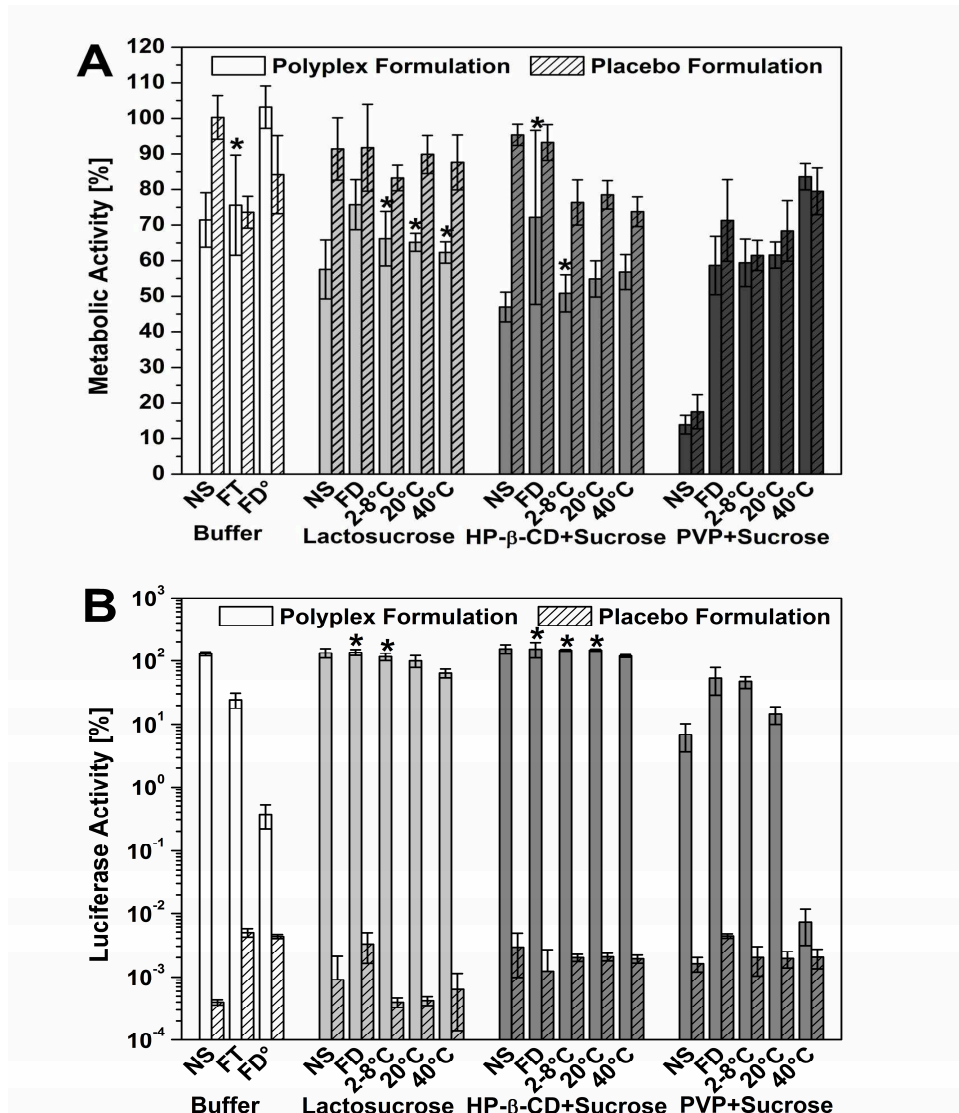 A
Polyplex Formulation Placebo Formulation
Metabolic Activity [%]
120
110
100
90
80
70
60
50
40
30
20
10
0
*
* * *
* *
NS FT FD° NS FD 2-8°C 20°C 40°C NS FD 2-8°C 20°C 40°C NS FD 2-8°C 20°C 40°C
Buffer Lactosucrose HP-β-CD+Sucrose PVP+Sucrose
B
Polyplex Formulation Placebo Formulation
Luciferase Activity [%]
10³
10²
10¹
10⁰
10⁻¹
10⁻²
10⁻³
10⁻⁴
* * * * *
NS FT FD° NS FD 2-8°C 20°C 40°C NS FD 2-8°C 20°C 40°C NS FD 2-8°C 20°C 40°C
Buffer Lactosucrose HP-β-CD+Sucrose PVP+Sucrose